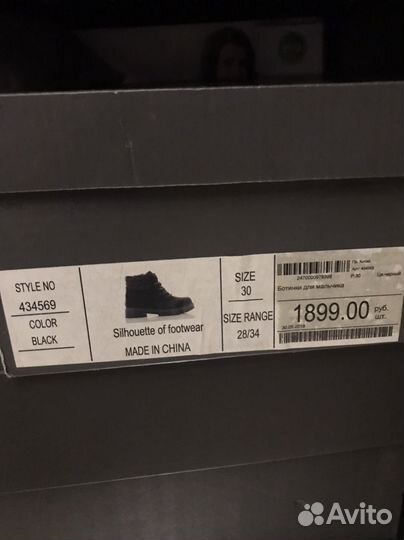 STYLE NO
434569
COLOR
BLACK
Silhouette of footwear
MADE IN CHINA
SIZE
30
SIZE RANGE
28/34
Ботинки для мальчика
1899.00 руб.
шт.
Avito